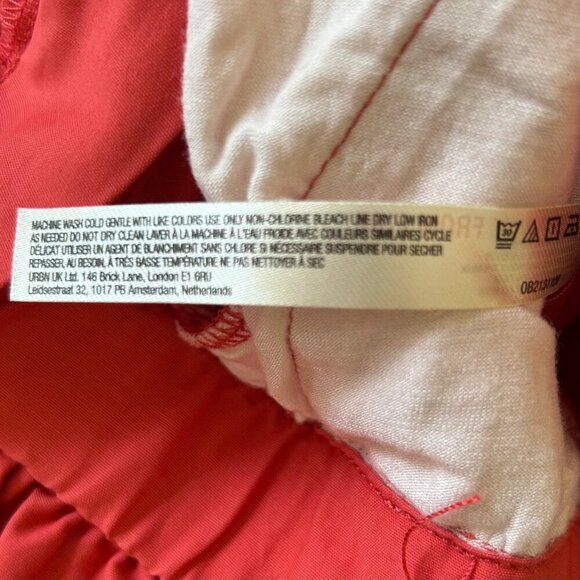 MACHINE WASH COLD GENTLE WITH LIKE COLORS USE ONLY NON-CHLORINE BLEACH LINE DRY LOW IRON
AS NEEDED DO NOT DRY CLEAN LAVER À LA MACHINE À L'EAU FROIDE AVEC COULEURS SIMILAIRES CYCLE
DÉLICAT UTILISER UN AGENT DE BLANCHIMENT SANS CHLORE SI NÉCESSAIRE SUSPENDRE POUR SÉCHER
REPASSER, AU BESOIN, À TRÈS BASSE TEMPÉRATURE NE PAS NETTOYER À SEC
URBN UK Ltd. 146 Brick Lane, London E1 6RU
Leidsestraat 32, 1017 PB Amsterdam, Netherlands
30